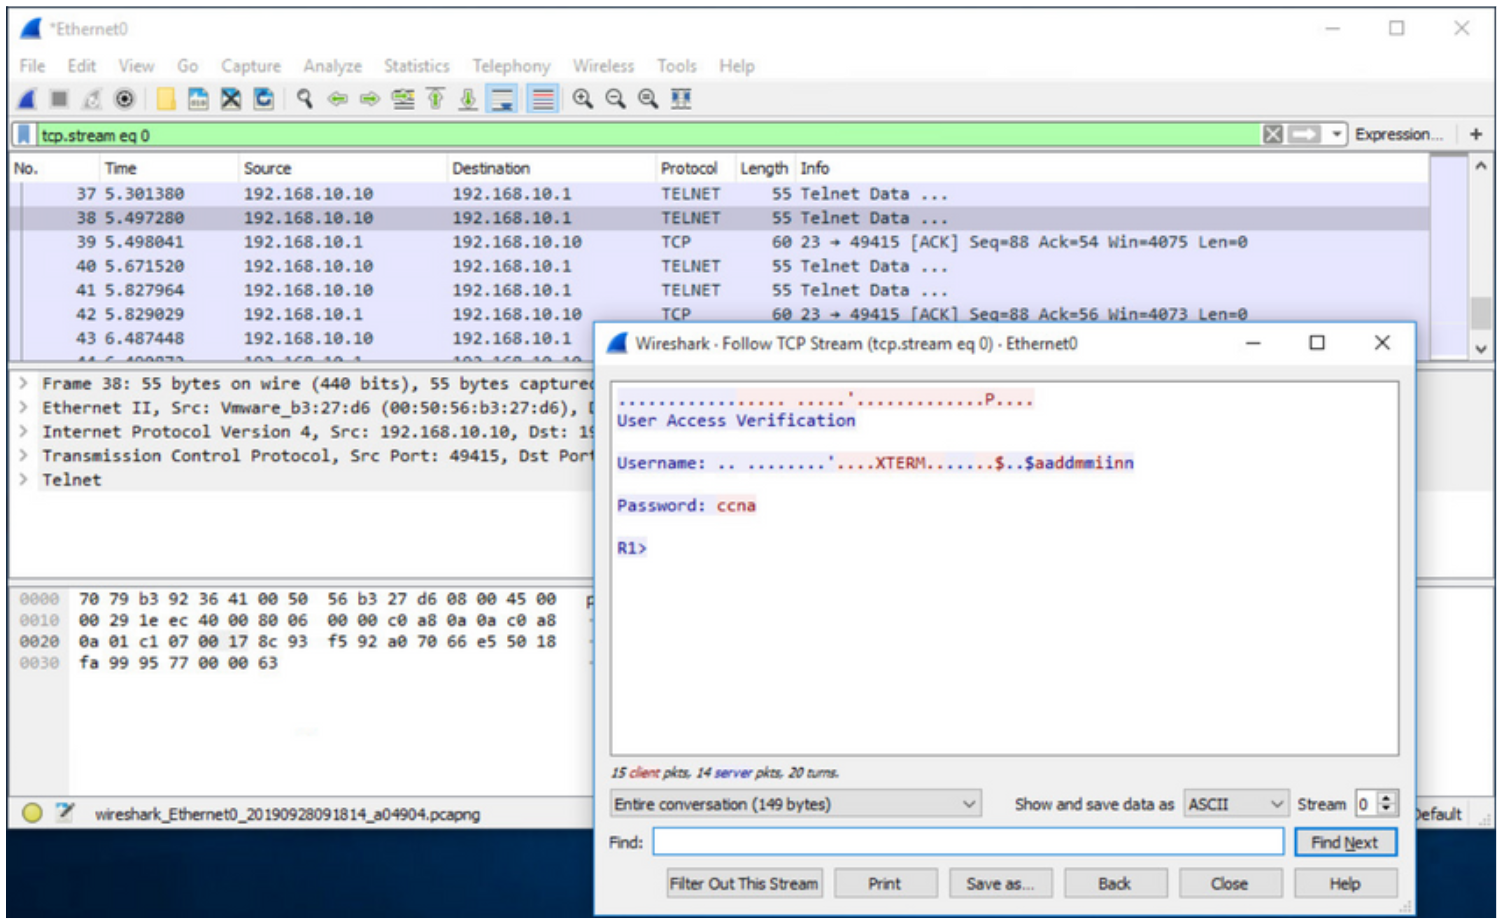 *Ethernet0
File Edit View Go Capture Analyze Statistics Telephony Wireless Tools Help
tcp.stream eq 0 Expression... +
No. Time Source Destination Protocol Length Info
37 5.301380 192.168.10.10 192.168.10.1 TELNET 55 Telnet Data ...
38 5.497280 192.168.10.10 192.168.10.1 TELNET 55 Telnet Data ...
39 5.498041 192.168.10.1 192.168.10.10 TCP 60 23 → 49415 [ACK] Seq=88 Ack=54 Win=4075 Len=0
40 5.671520 192.168.10.10 192.168.10.1 TELNET 55 Telnet Data ...
41 5.827964 192.168.10.10 192.168.10.1 TELNET 55 Telnet Data ...
42 5.829029 192.168.10.1 192.168.10.10 TCP 60 23 → 49415 [ACK] Seq=88 Ack=56 Win=4073 Len=0
43 6.487448 192.168.10.10 192.168.10.1
Frame 38: 55 bytes on wire (440 bits), 55 bytes captured
Ethernet II, Src: Vmware_b3:27:d6 (00:50:56:b3:27:d6),
Internet Protocol Version 4, Src: 192.168.10.10, Dst: 19
Transmission Control Protocol, Src Port: 49415, Dst Port
Telnet
0000 70 79 b3 92 36 41 00 50 56 b3 27 d6 08 00 45 00
0010 00 29 1e ec 40 00 80 06 00 00 c0 a8 0a 0a c0 a8
0020 0a 01 c1 07 00 17 8c 93 f5 92 a0 70 66 e5 50 18
0030 fa 99 95 77 00 00 63
wireshark_Ethernet0_20190928091814_a04904.pcapng
Default
Wireshark · Follow TCP Stream (tcp.stream eq 0) · Ethernet0
................. .....'.............P....
User Access Verification
Username: .. ........'....XTERM.......$..$aaddmmiinn
Password: ccna
R1>
15 client pkts, 14 server pkts, 20 turns.
Entire conversation (149 bytes) Show and save data as ASCII Stream 0
Find: Find Next
Filter Out This Stream Print Save as... Back Close Help